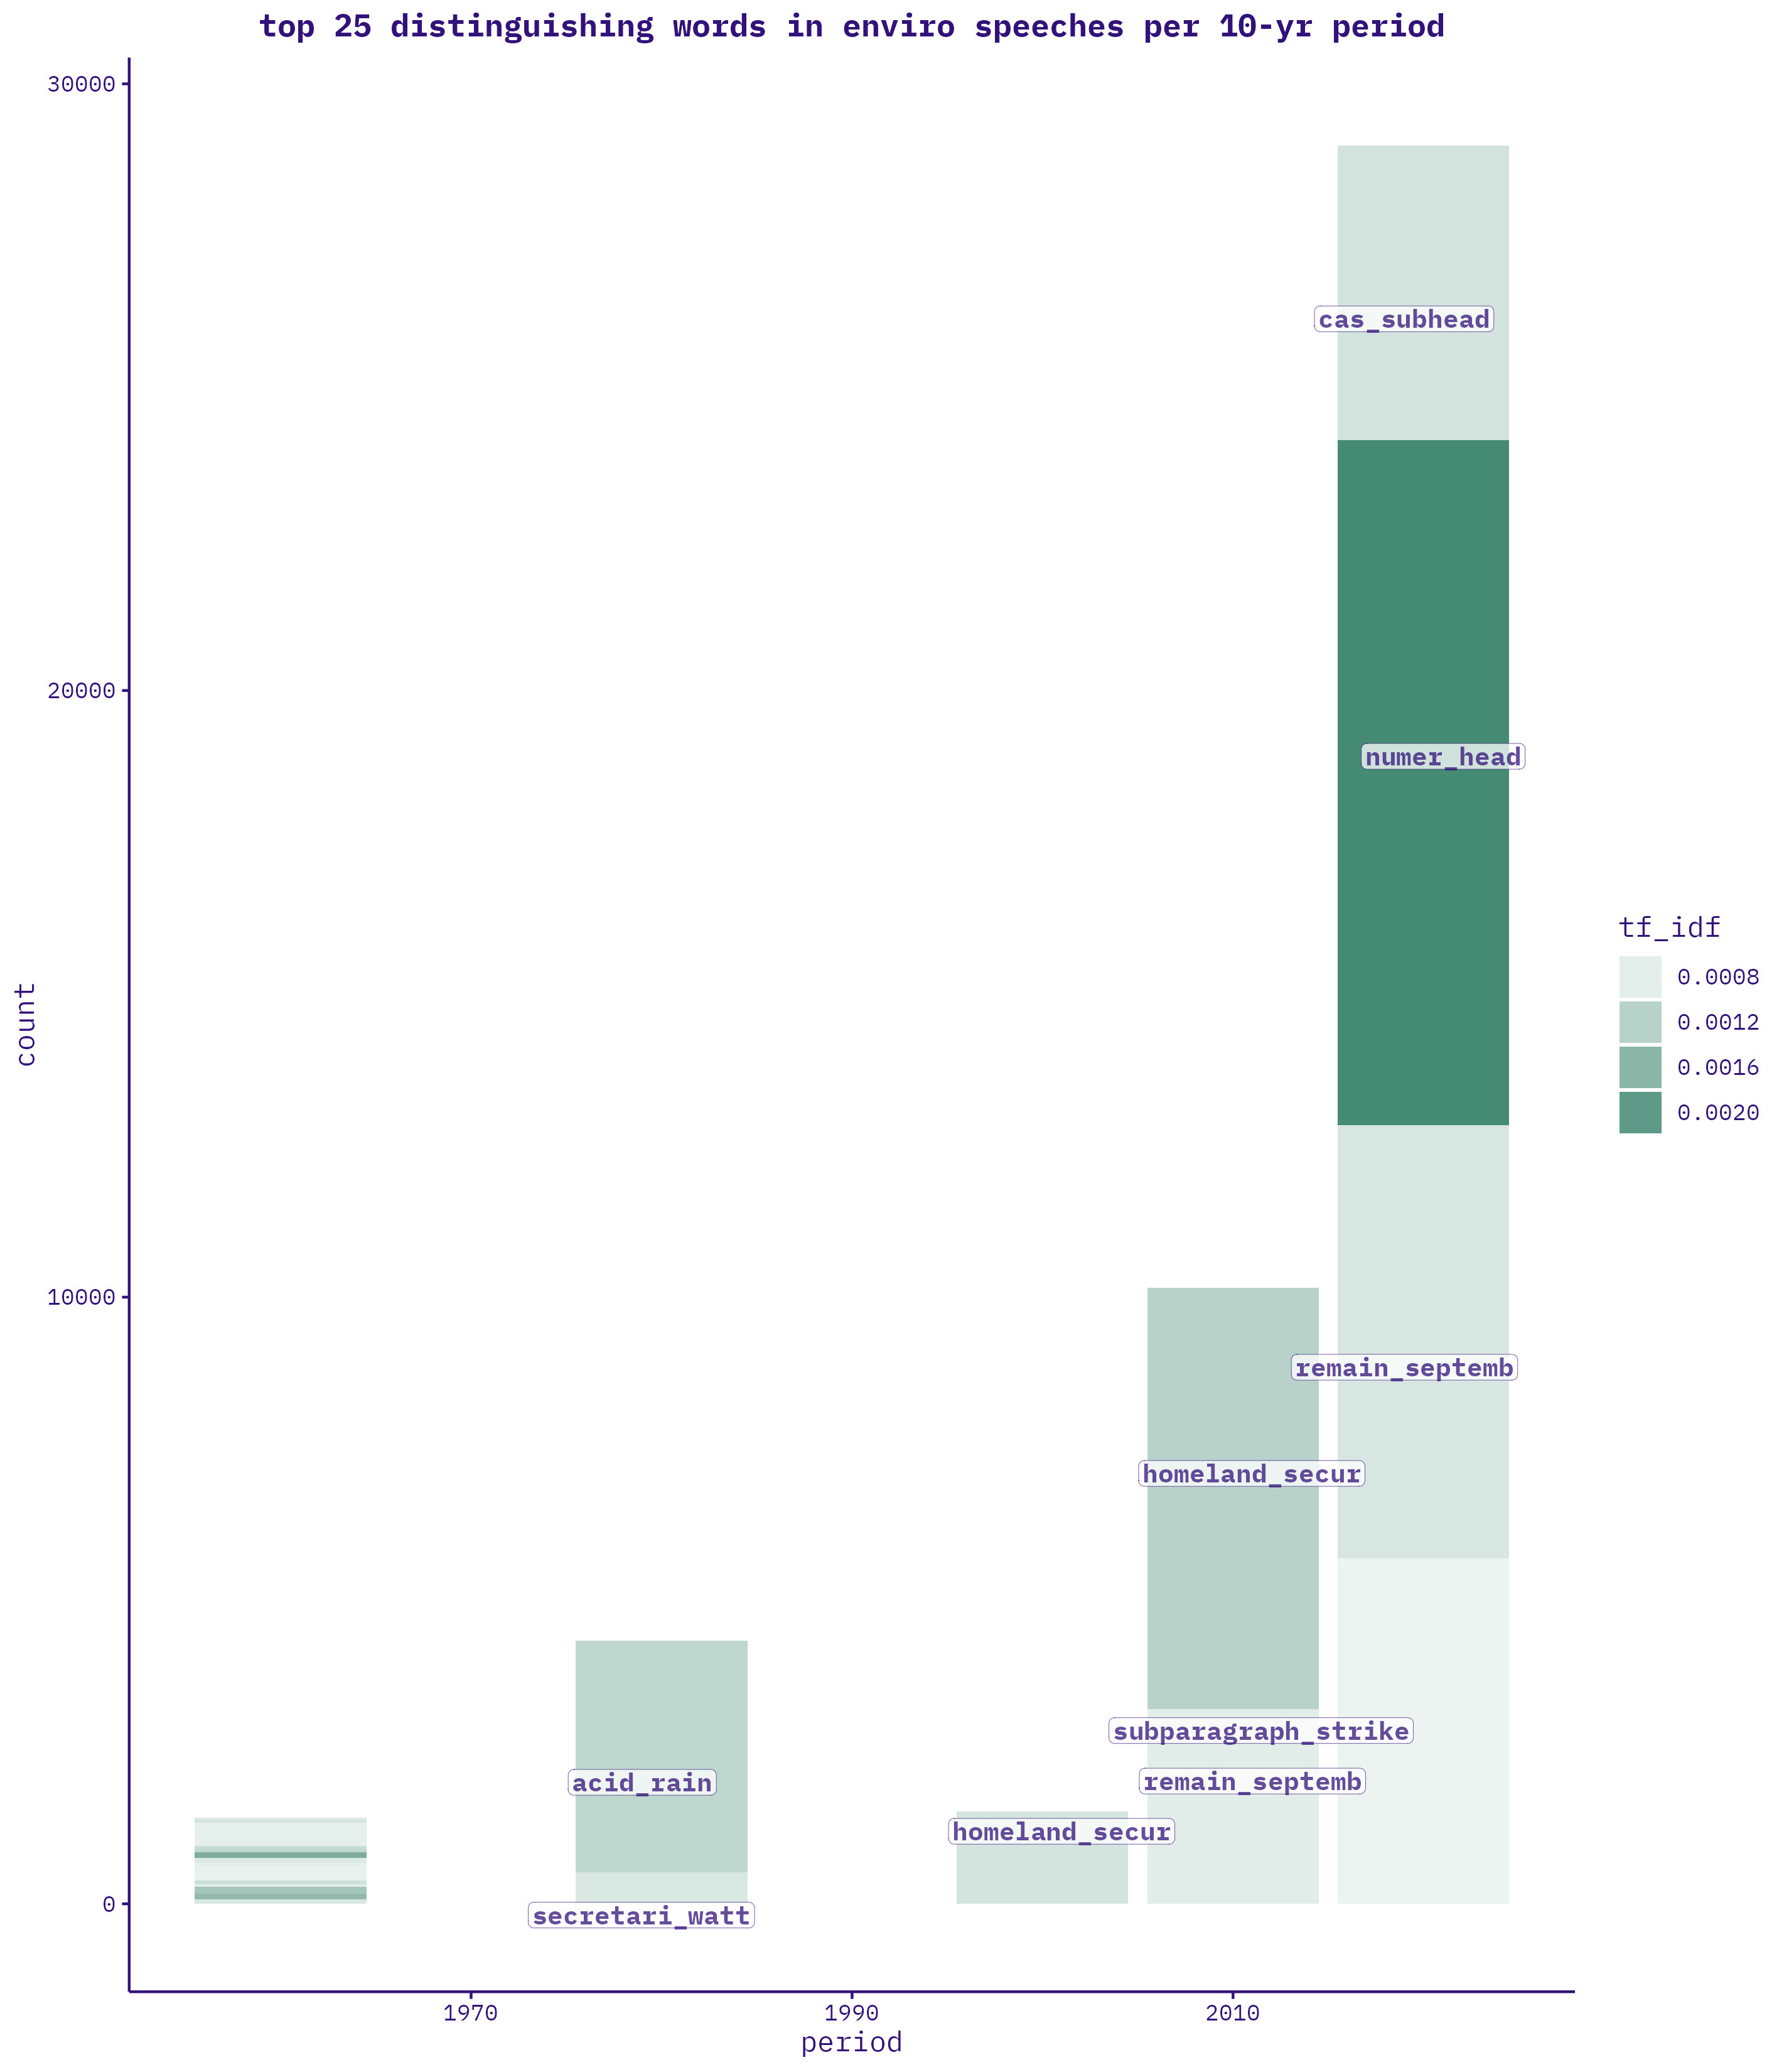 top 25 distinguishing words in enviro speeches per 10-yr period
30000
cas_subhead
20000
numer_head
tf_idf
0.0008
count
0.0012
0.0016
0.0020
10000
remain_septemb
homeland_secur
subparagraph_strike
acid_rain
remain_septemb
homeland_secur
0
secretari_watt
1970
1990
2010
period